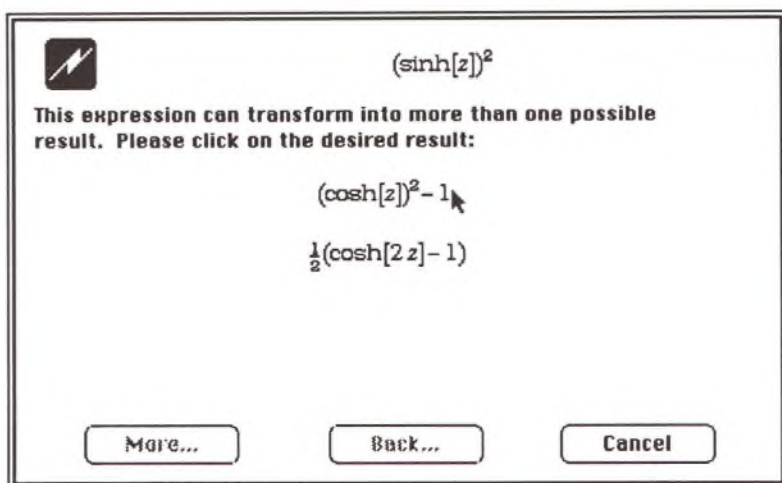 (sinh[z])²
This expression can transform into more than one possible
result. Please click on the desired result:
(cosh[z])² – 1
½(cosh[2 z] – 1)
More... Back... Cancel